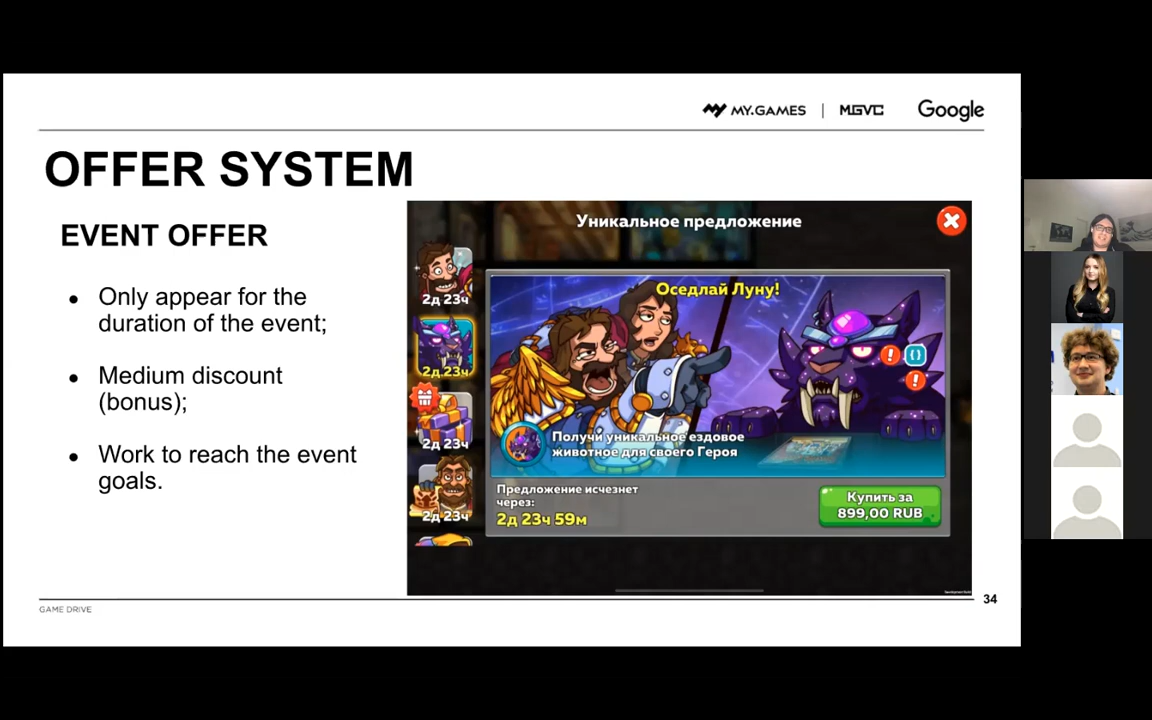 MY.GAMES | MGVC Google
OFFER SYSTEM
EVENT OFFER
• Only appear for the
duration of the event;
• Medium discount
(bonus);
• Work to reach the event
goals.
Уникальное предложение
2д 23ч
2д 23ч
2д 23ч
2д 23ч
Оседлай Луну!
Получи уникальное ездовое
животное для своего Героя
Предложение исчезнет
через:
2д 23ч 59м
Купить за
899,00 RUB
GAME DRIVE
34